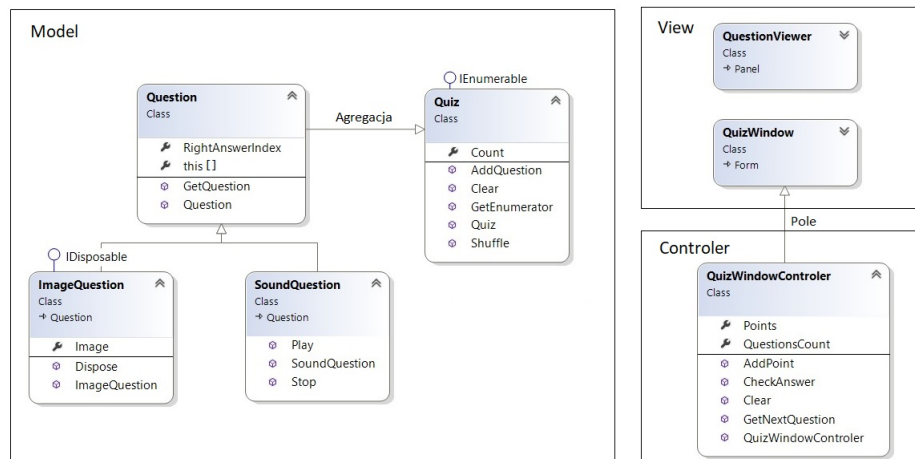 Model
Question
Class
RightAnswerIndex
this []
GetQuestion
Question
Agregacja
IEnumerable
Quiz
Class
Count
AddQuestion
Clear
GetEnumerator
Quiz
Shuffle
IDisposable
ImageQuestion
Class
Question
Image
Dispose
ImageQuestion
SoundQuestion
Class
Question
Play
SoundQuestion
Stop
View
QuestionViewer
Class
Panel
QuizWindow
Class
Form
Pole
Controler
QuizWindowControler
Class
Points
QuestionsCount
AddPoint
CheckAnswer
Clear
GetNextQuestion
QuizWindowControler